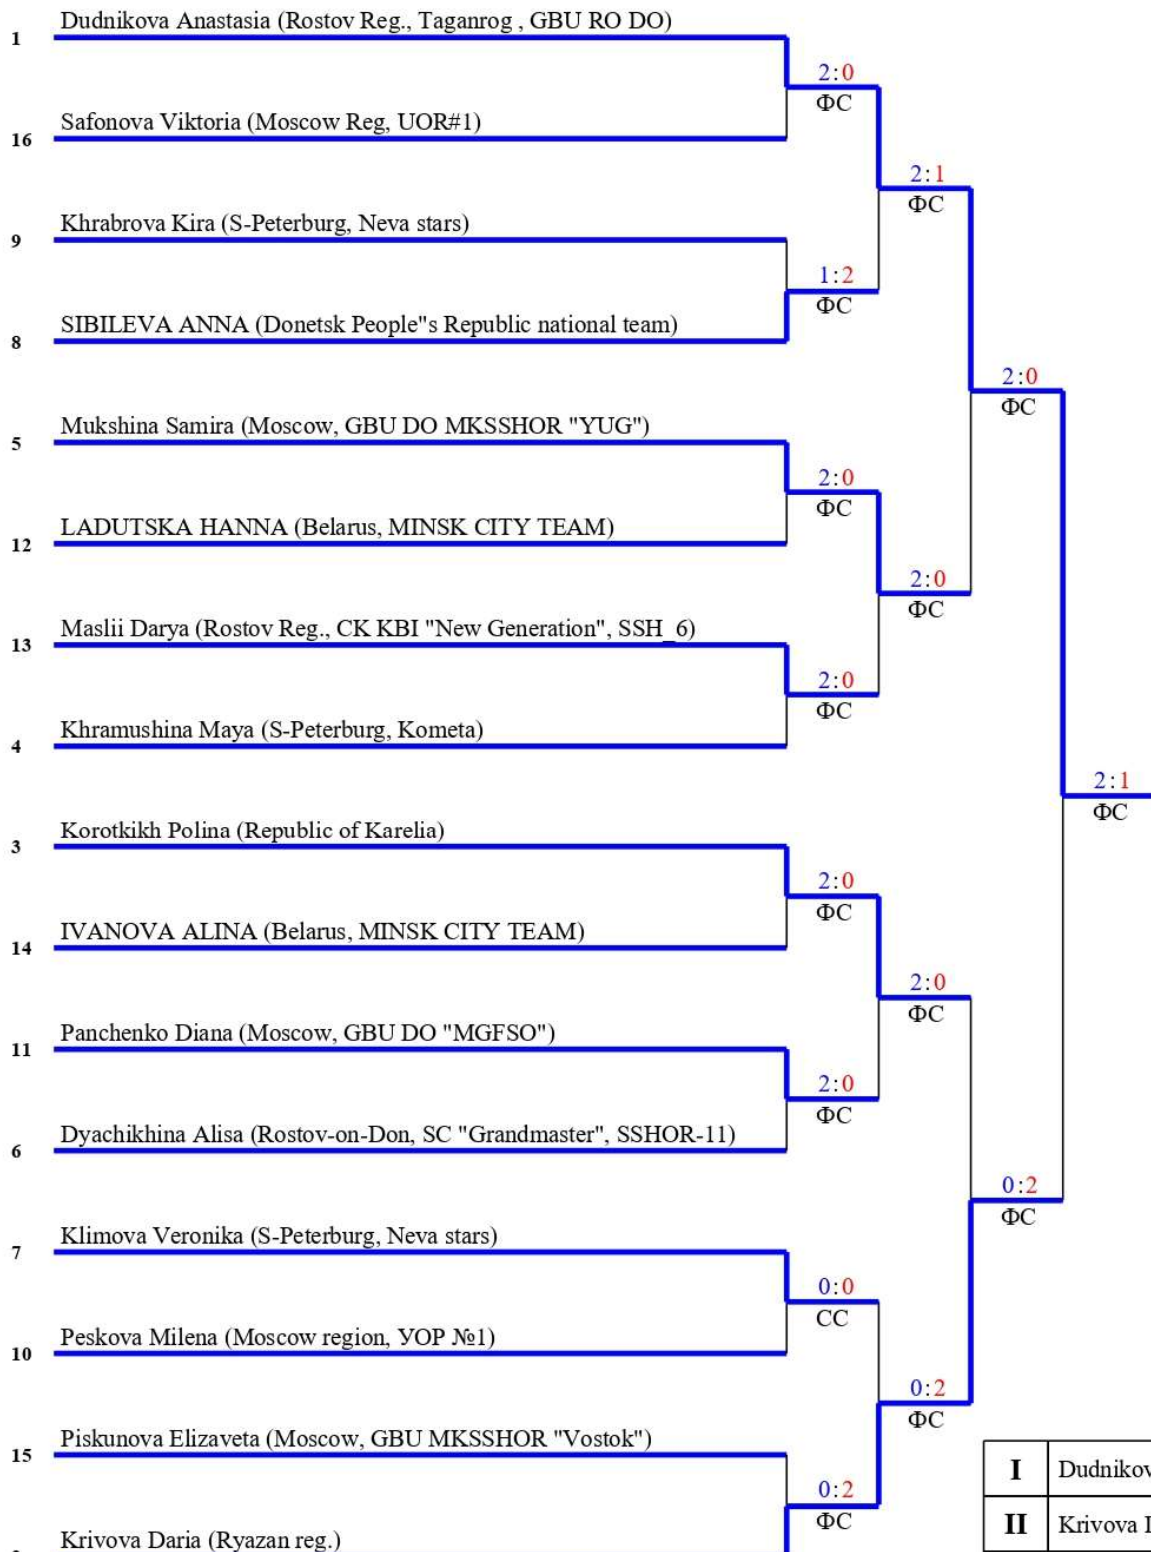 Dudnikova Anastasia (Rostov Reg., Taganrog , GBU RO DO)
1
2:0
ФС
Safonova Viktoria (Moscow Reg, UOR#1)
16
2:1
ФС
Khrabrova Kira (S-Peterburg, Neva stars)
9
1:2
ФС
SIBILEVA ANNA (Donetsk People"s Republic national team)
8
2:0
ФС
Mukshina Samira (Moscow, GBU DO MKSSHOR "YUG")
5
2:0
ФС
LADUTSKA HANNA (Belarus, MINSK CITY TEAM)
12
2:0
ФС
Maslii Darya (Rostov Reg., CK KBI "New Generation", SSH_6)
13
2:0
ФС
Khramushina Maya (S-Peterburg, Kometa)
4
2:1
ФС
Korotkikh Polina (Republic of Karelia)
3
2:0
ФС
IVANOVA ALINA (Belarus, MINSK CITY TEAM)
14
2:0
ФС
Panchenko Diana (Moscow, GBU DO "MGFSO")
11
2:0
ФС
Dyachikhina Alisa (Rostov-on-Don, SC "Grandmaster", SSHOR-11)
6
0:2
ФС
Klimova Veronika (S-Peterburg, Neva stars)
7
0:0
СС
Peskova Milena (Moscow region, УОР №1)
10
0:2
ФС
Piskunova Elizaveta (Moscow, GBU MKSSHOR "Vostok")
15
I Dudnikov
0:2
ФС
II Krivova
Krivova Daria (Ryazan reg.)